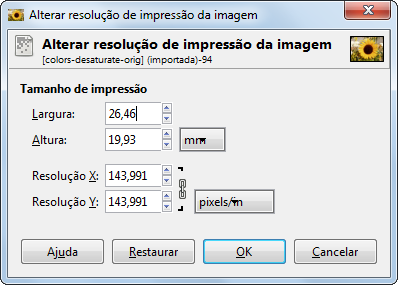 Alterar resolução de impressão da imagem
Alterar resolução de impressão da imagem
[colors-desaturate-orig] (importada)-94
Tamanho de impressão
Largura: 26,46
Altura: 19,93 mm
Resolução X: 143,991
Resolução Y: 143,991 pixels/in
Ajuda Restaurar OK Cancelar